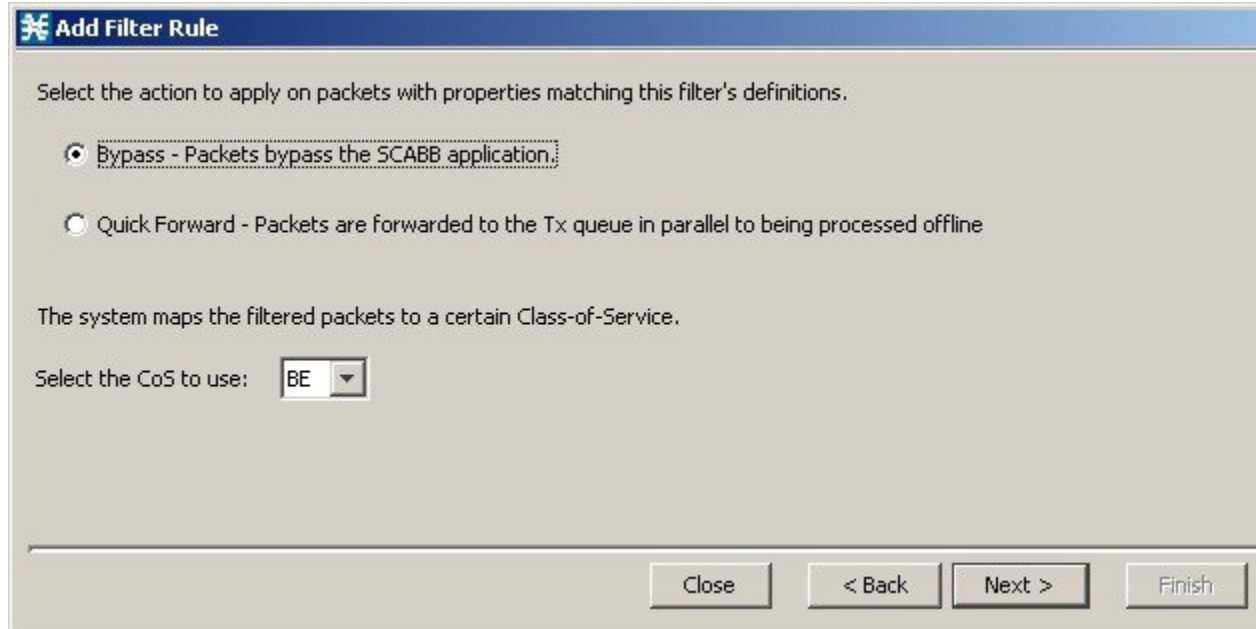 Add Filter Rule
Select the action to apply on packets with properties matching this filter's definitions.
Bypass - Packets bypass the SCABB application.
Quick Forward - Packets are forwarded to the Tx queue in parallel to being processed offline
The system maps the filtered packets to a certain Class-of-Service.
Select the CoS to use: BE
Close < Back Next > Finish